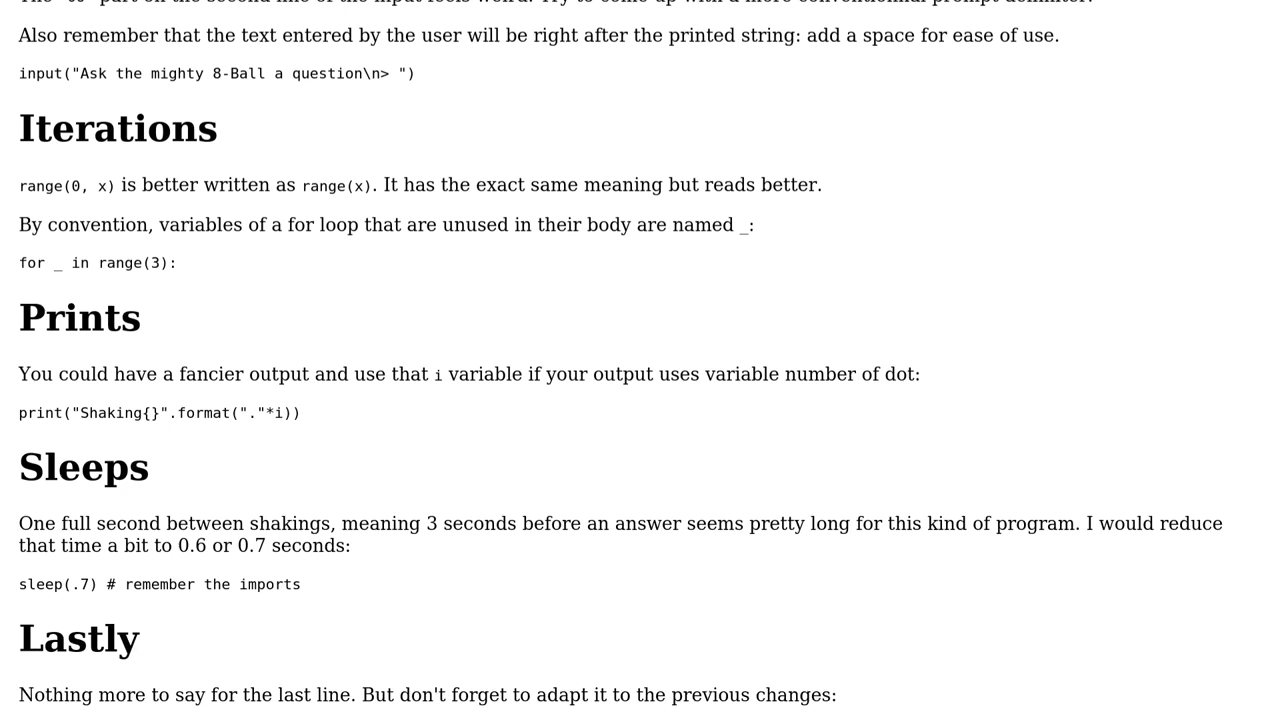 Also remember that the text entered by the user will be right after the printed string: add a space for ease of use.
input("Ask the mighty 8-Ball a question\n> ")
Iterations
range(0, x) is better written as range(x). It has the exact same meaning but reads better.
By convention, variables of a for loop that are unused in their body are named _:
for _ in range(3):
Prints
You could have a fancier output and use that i variable if your output uses variable number of dot:
print("Shaking{}".format("."*i))
Sleeps
One full second between shakings, meaning 3 seconds before an answer seems pretty long for this kind of program. I would reduce
that time a bit to 0.6 or 0.7 seconds:
sleep(.7) # remember the imports
Lastly
Nothing more to say for the last line. But don't forget to adapt it to the previous changes: